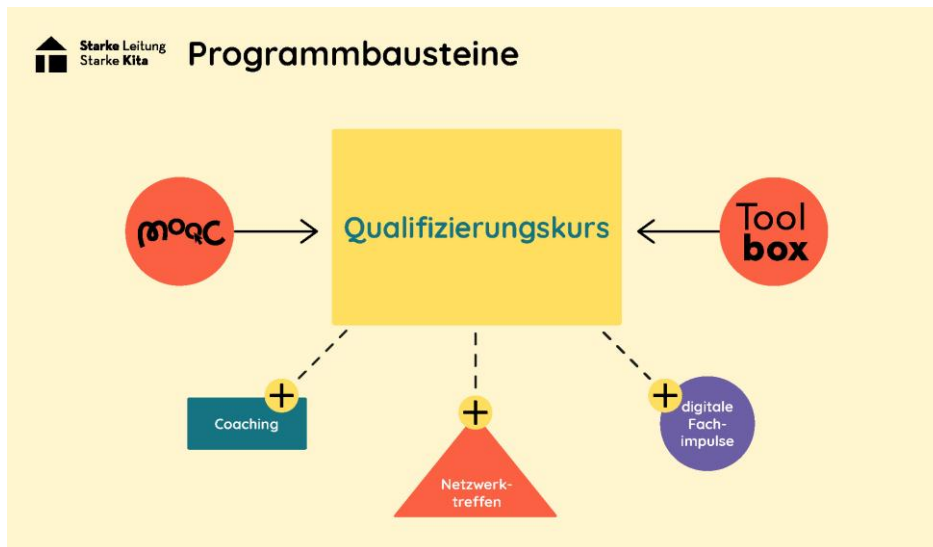 Starke Leitung
Starke Kita
Programmbausteine
mooc
Qualifizierungskurs
Tool
box
Coaching
Netzwerk-
treffen
digitale
Fach-
impulse